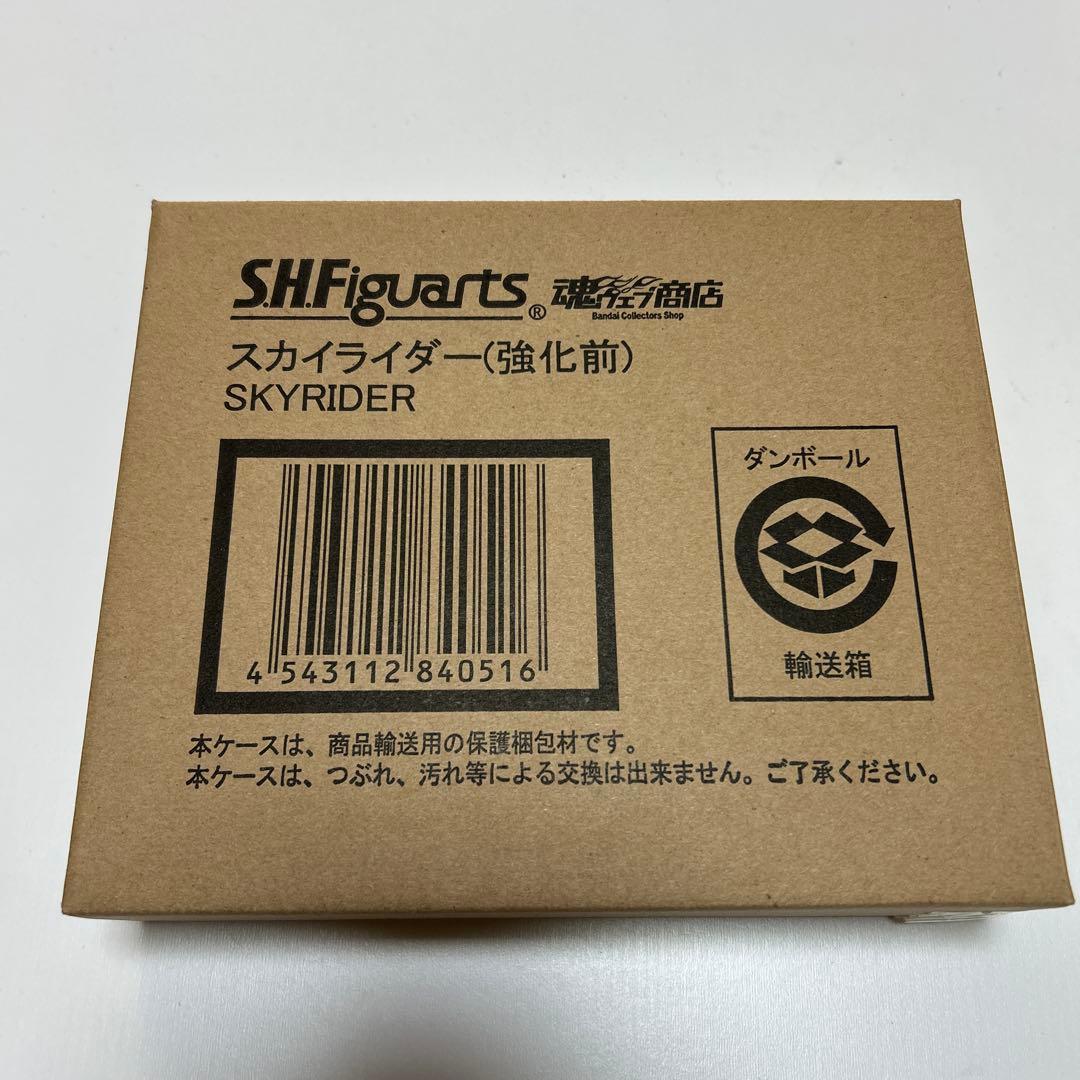 S.H.Figuarts® 魂ウェブ商店
Bandai Collectors Shop
スカイライダー(強化前)
SKYRIDER
ダンボール
4 543112 840516
輸送箱
本ケースは、商品輸送用の保護梱包材です。
本ケースは、つぶれ、汚れ等による交換は出来ません。ご了承ください。